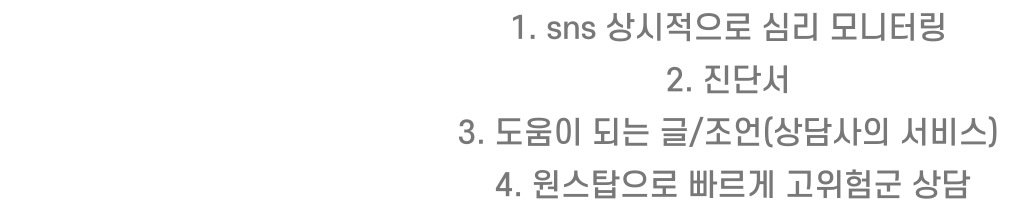 1. sns 상시적으로 심리 모니터링
2. 진단서
3. 도움이 되는 글/조언(상담사의 서비스)
4. 원스탑으로 빠르게 고위험군 상담